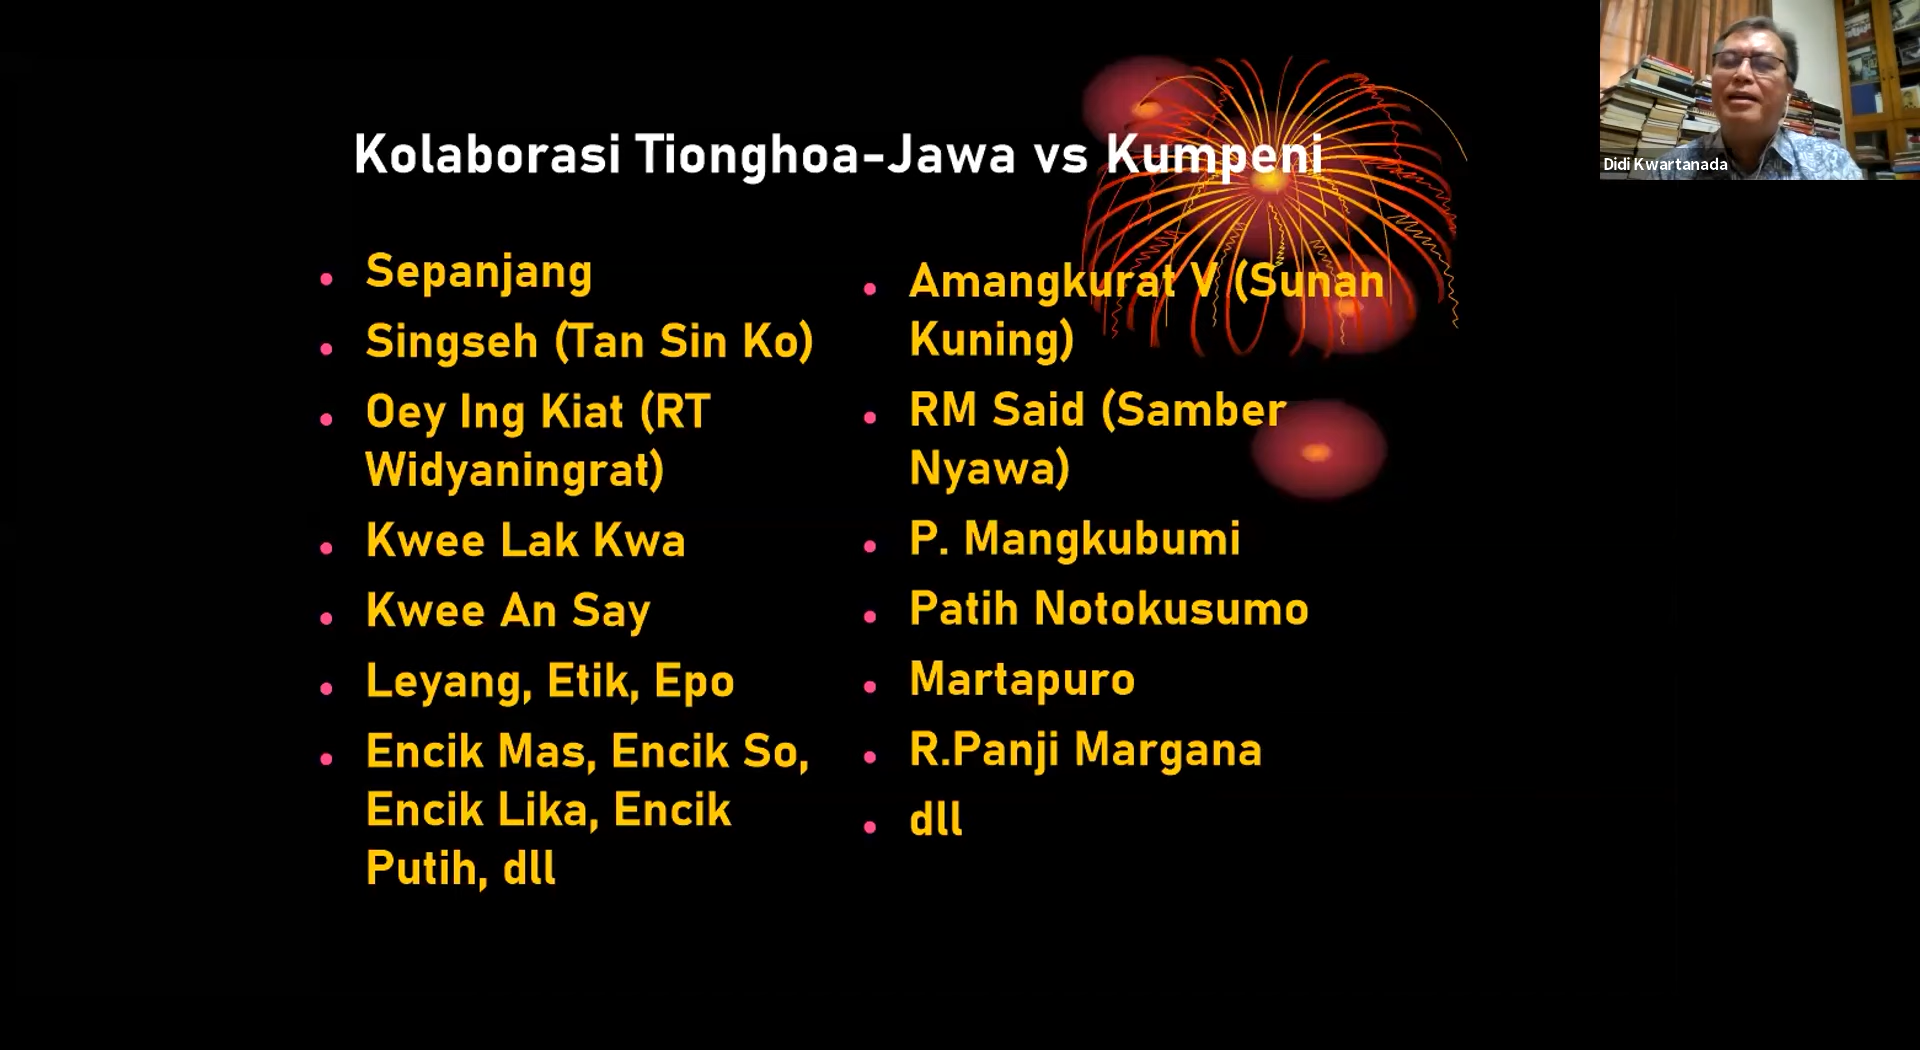 Kolaborasi Tionghoa-Jawa vs Kumpeni
Sepanjang
Singseh (Tan Sin Ko)
Oey Ing Kiat (RT
Widyaningrat)
Kwee Lak Kwa
Kwee An Say
Leyang, Etik, Epo
Encik Mas, Encik So,
Encik Lika, Encik
Putih, dll
Amangkurat V (Sunan
Kuning)
RM Said (Samber
Nyawa)
P. Mangkubumi
Patih Notokusumo
Martapuro
R.Panji Margana
dll
Didi Kwartanada